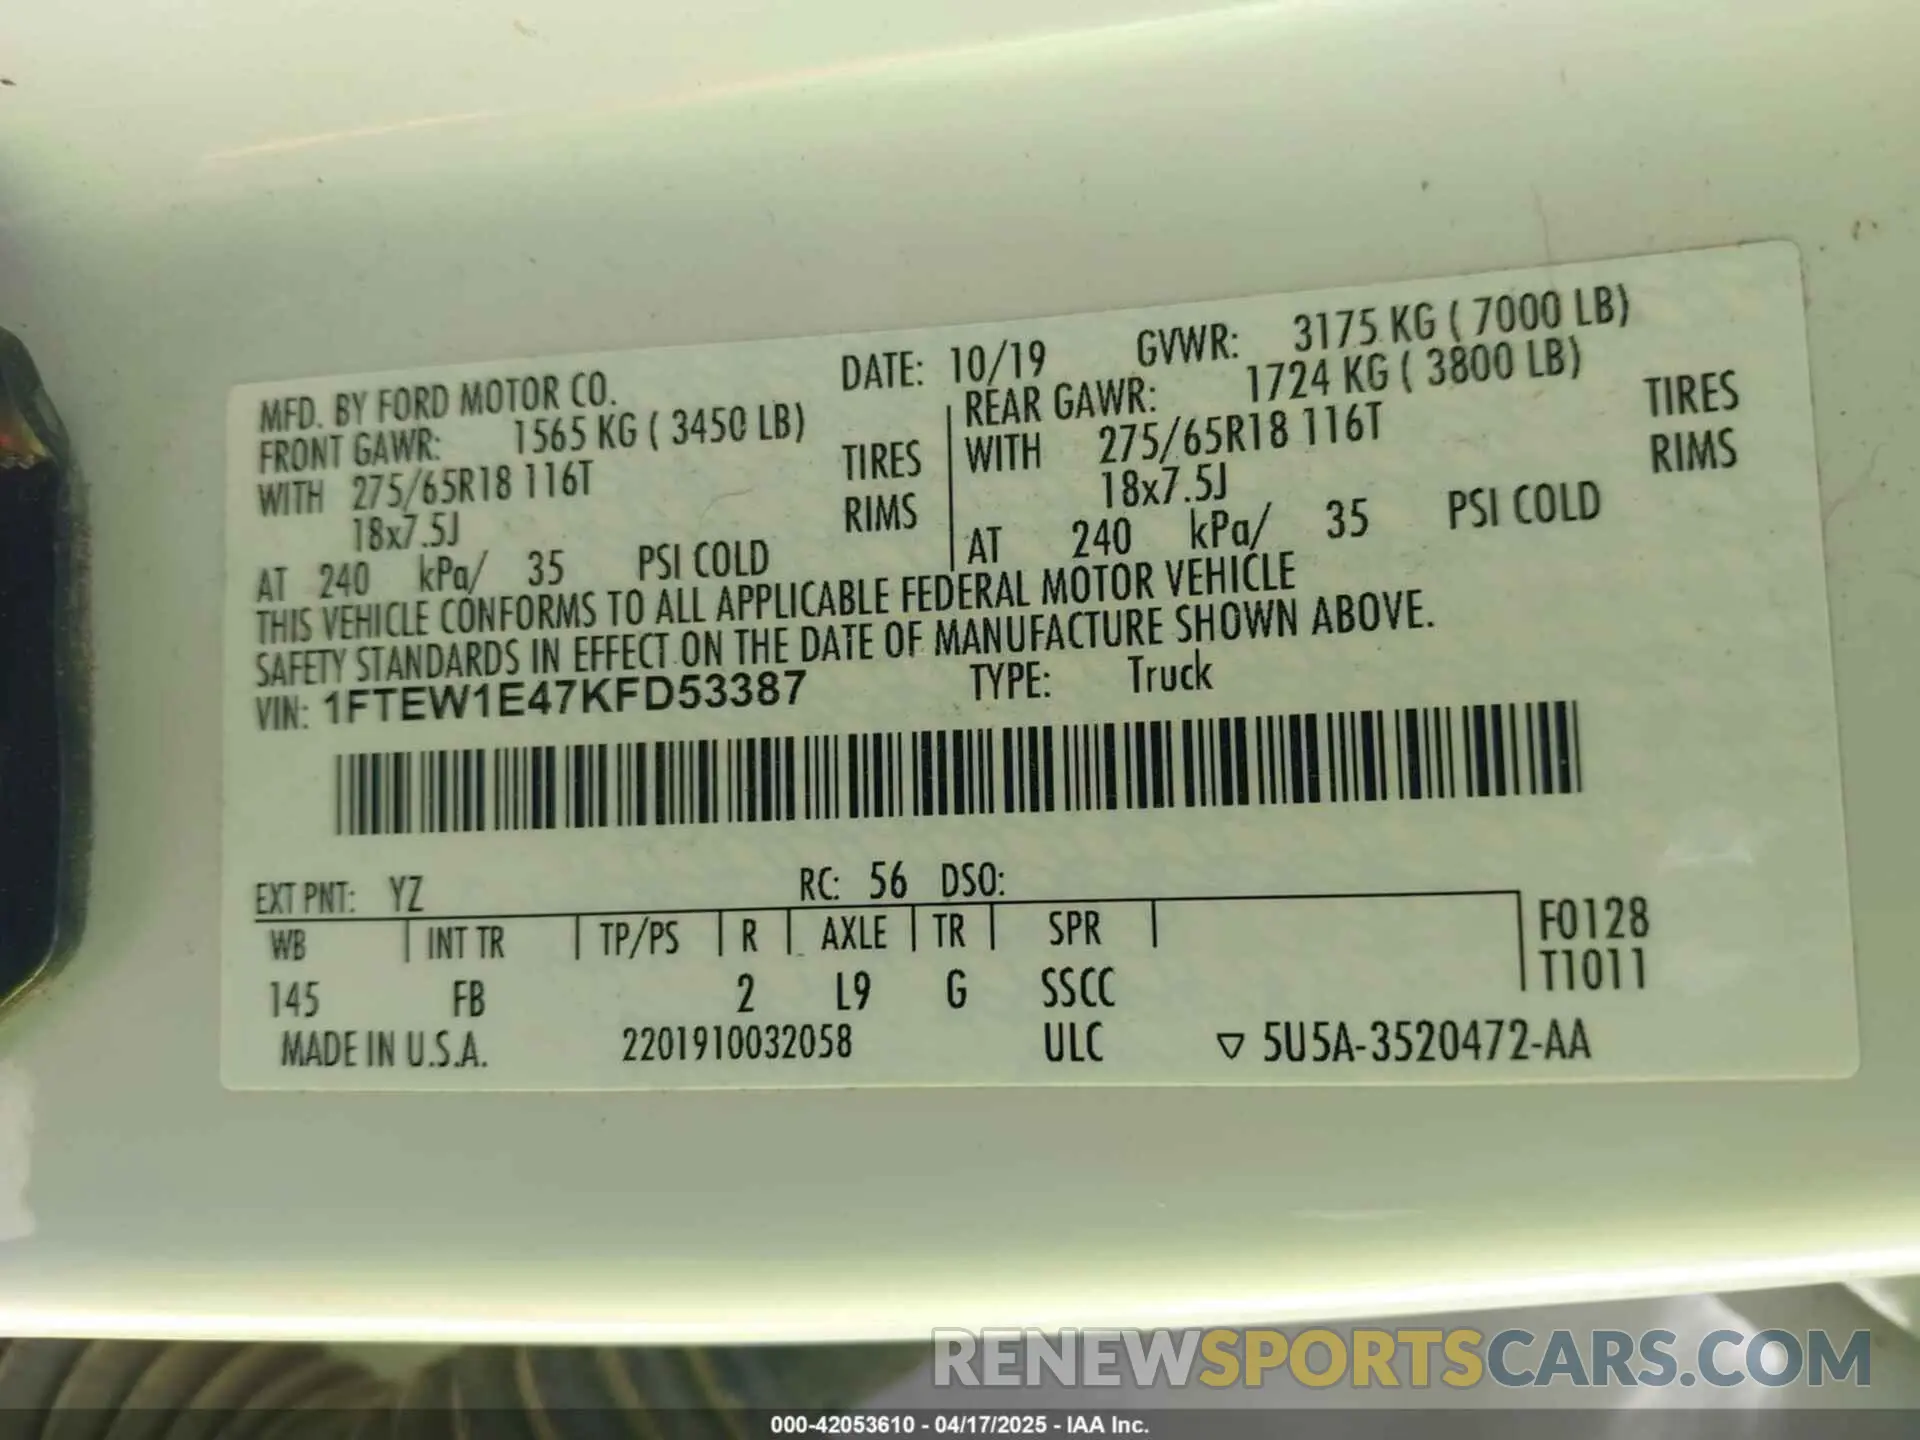 MFD. BY FORD MOTOR CO. DATE: 10/19 GVWR: 3175 KG ( 7000 LB)
FRONT GAWR: 1565 KG ( 3450 LB) REAR GAWR: 1724 KG ( 3800 LB)
WITH 275/65R18 116T TIRES WITH 275/65R18 116T TIRES
18x7.5J RIMS 18x7.5J RIMS
AT 240 kPa/ 35 PSI COLD AT 240 kPa/ 35 PSI COLD
THIS VEHICLE CONFORMS TO ALL APPLICABLE FEDERAL MOTOR VEHICLE
SAFETY STANDARDS IN EFFECT ON THE DATE OF MANUFACTURE SHOWN ABOVE.
VIN: 1FTEW1E47KFD53387 TYPE: Truck
EXT PNT: YZ RC: 56 DSO:
WB INT TR TP/PS R AXLE TR SPR F0128
145 FB 2 L9 G SSCC T1011
MADE IN U.S.A. 2201910032058 ULC ▽ 5U5A-3520472-AA
RENEWSPORTSCARS.COM
000-42053610 - 04/17/2025 - IAA Inc.